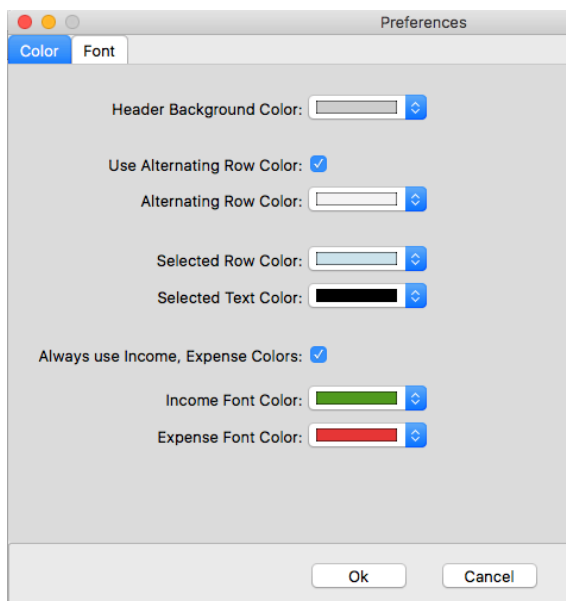 Preferences
Color Font
Header Background Color:
Use Alternating Row Color:
Alternating Row Color:
Selected Row Color:
Selected Text Color:
Always use Income, Expense Colors:
Income Font Color:
Expense Font Color:
Ok Cancel